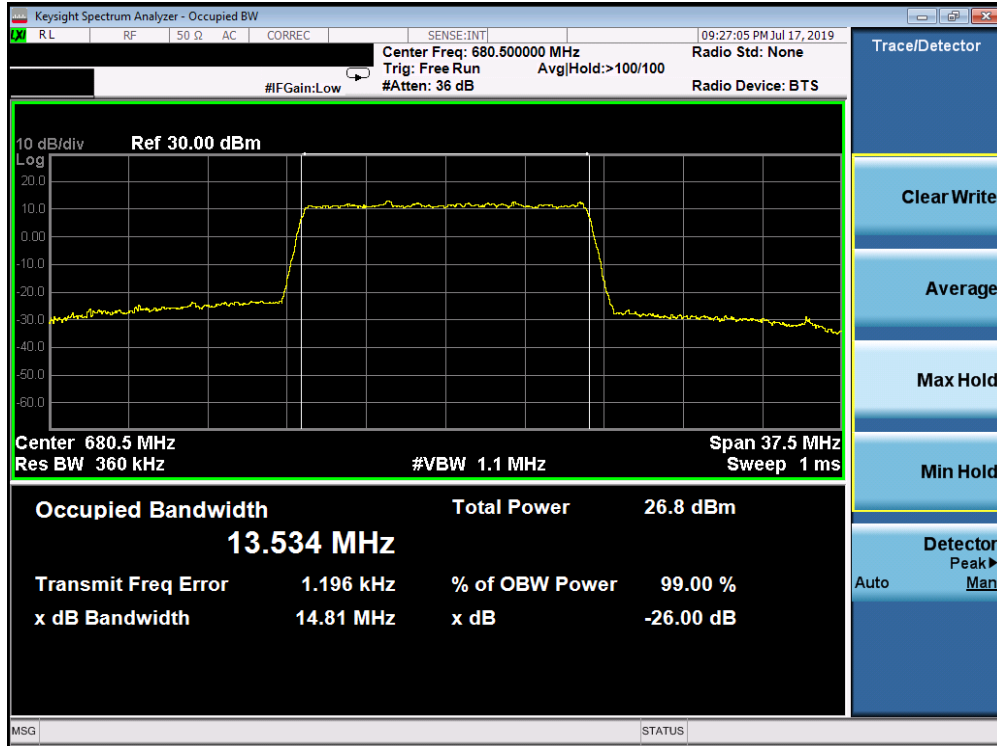 Keysight Spectrum Analyzer - Occupied BW
LXI RL RF 50 Ω AC CORREC SENSE:INT 09:27:05 PM Jul 17, 2019
Center Freq: 680.500000 MHz Radio Std: None
Trig: Free Run Avg|Hold:>100/100
#IFGain:Low #Atten: 36 dB Radio Device: BTS
Trace/Detector
10 dB/div Ref 30.00 dBm
Log
20.0
10.0
0.00
-10.0
-20.0
-30.0
-40.0
-50.0
-60.0
Center 680.5 MHz Span 37.5 MHz
Res BW 360 kHz #VBW 1.1 MHz Sweep 1 ms
Occupied Bandwidth Total Power 26.8 dBm
13.534 MHz
Transmit Freq Error 1.196 kHz % of OBW Power 99.00 %
x dB Bandwidth 14.81 MHz x dB -26.00 dB
Clear Write
Average
Max Hold
Min Hold
Detector
Peak▶
Auto Man
MSG STATUS